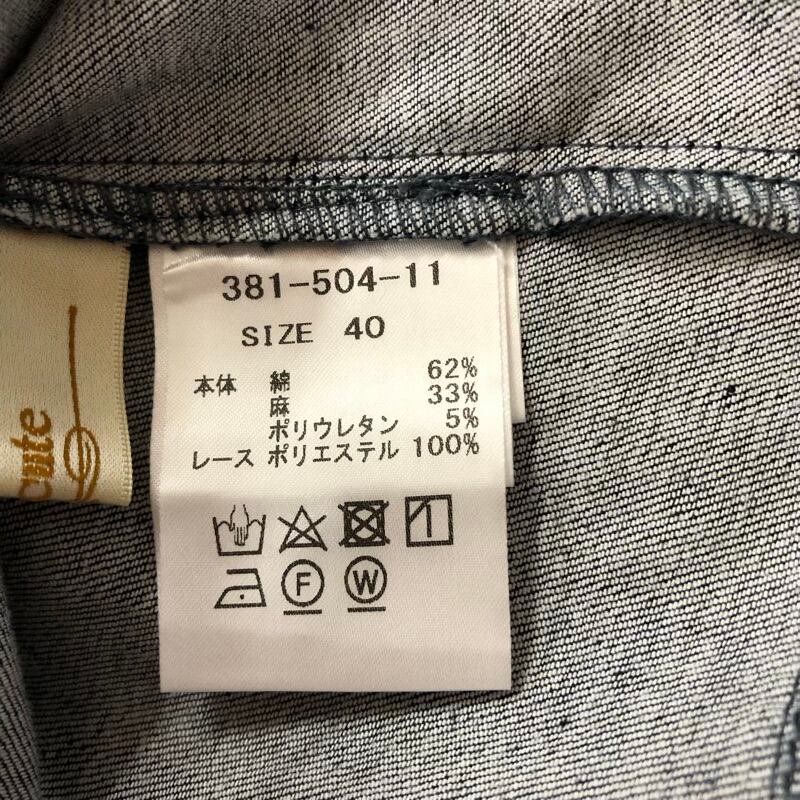 381-504-11
SIZE 40
本体 綿 62%
麻 33%
ポリウレタン 5%
レース ポリエステル 100%
F W